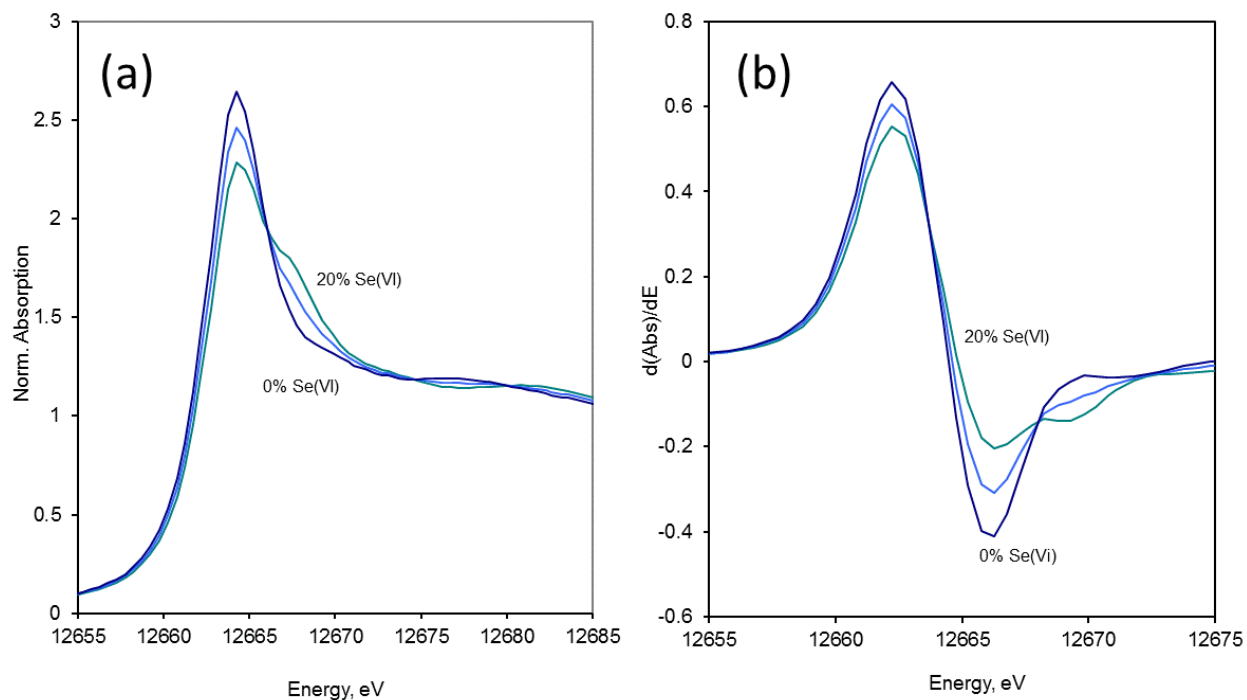 (a)
3
2.5
2
1.5
1
0.5
0
Norm. Absorption
20% Se(VI)
0% Se(VI)
12655 12660 12665 12670 12675 12680 12685
Energy, eV
(b)
0.8
0.6
0.4
0.2
0
-0.2
-0.4
-0.6
d(Abs)/dE
20% Se(VI)
0% Se(Vi)
12655 12660 12665 12670 12675
Energy, eV